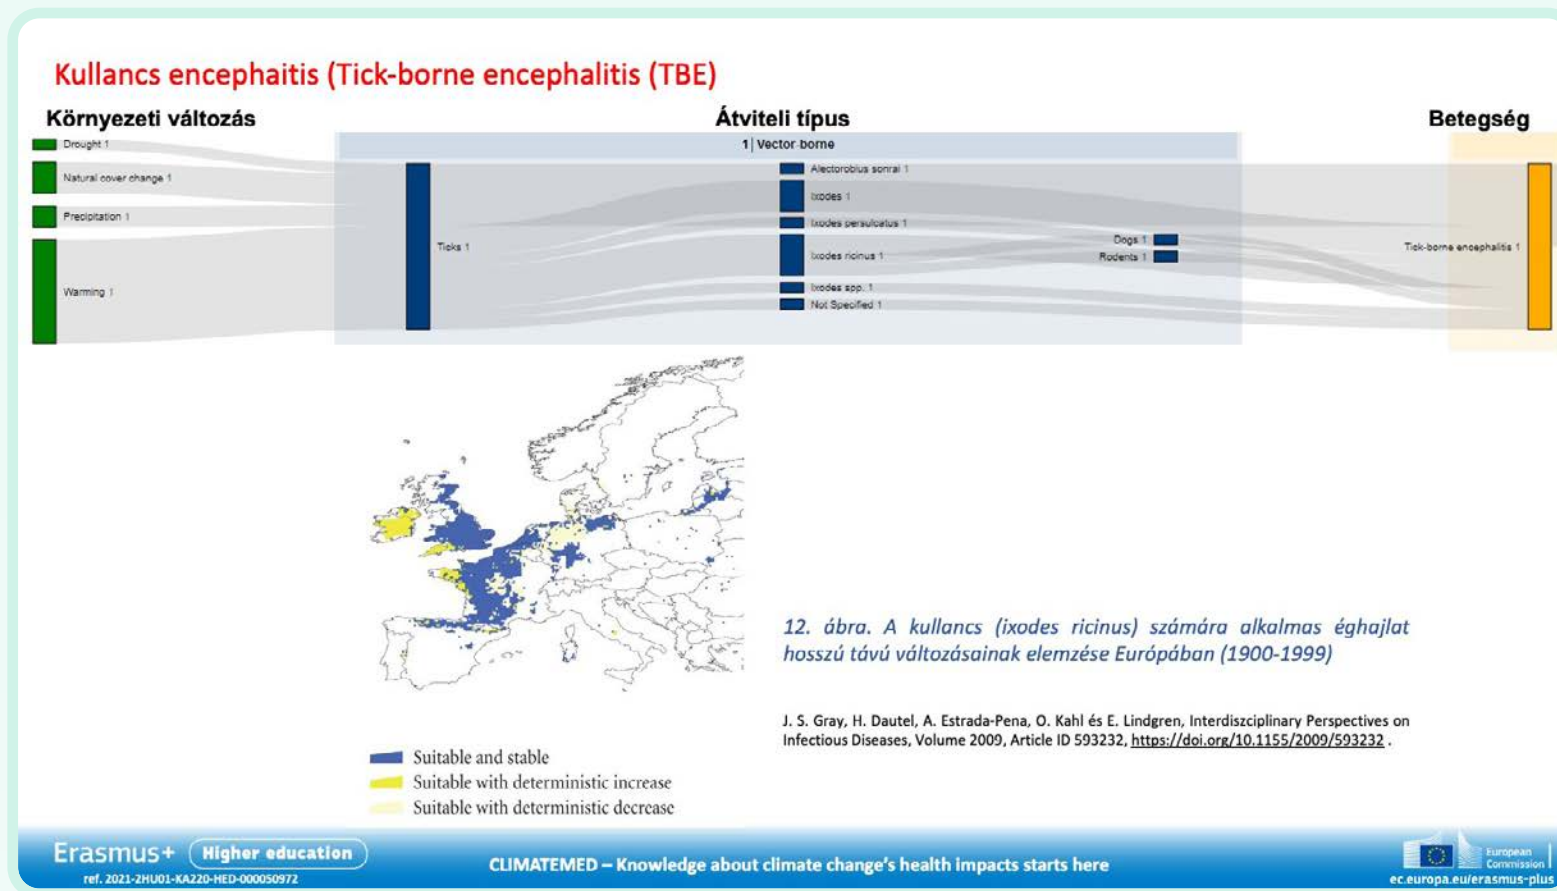 Kullancs encephaitis (Tick-borne encephalitis (TBE)
Környezeti változás
Átviteli típus
Betegség
1 | Vector-borne
Drought 1
Natural cover change 1
Precipitation 1
Warming 1
Ticks 1
Alectorobius sonrai 1
Ixodes 1
Ixodes persulcatus 1
Ixodes ricinus 1
Ixodes spp. 1
Not Specified 1
Dogs 1
Rodents 1
Tick-borne encephalitis 1
12. ábra. A kullancs (ixodes ricinus) számára alkalmas éghajlat
hosszú távú változásainak elemzése Európában (1900-1999)
J. S. Gray, H. Dautel, A. Estrada-Pena, O. Kahl és E. Lindgren, Interdiszciplinary Perspectives on
Infectious Diseases, Volume 2009, Article ID 593232, https://doi.org/10.1155/2009/593232 .
Suitable and stable
Suitable with deterministic increase
Suitable with deterministic decrease
Erasmus+
Higher education
ref. 2021-2HU01-KA220-HED-000050972
CLIMATEMED – Knowledge about climate change's health impacts starts here
European
Commission
ec.europa.eu/erasmus-plus